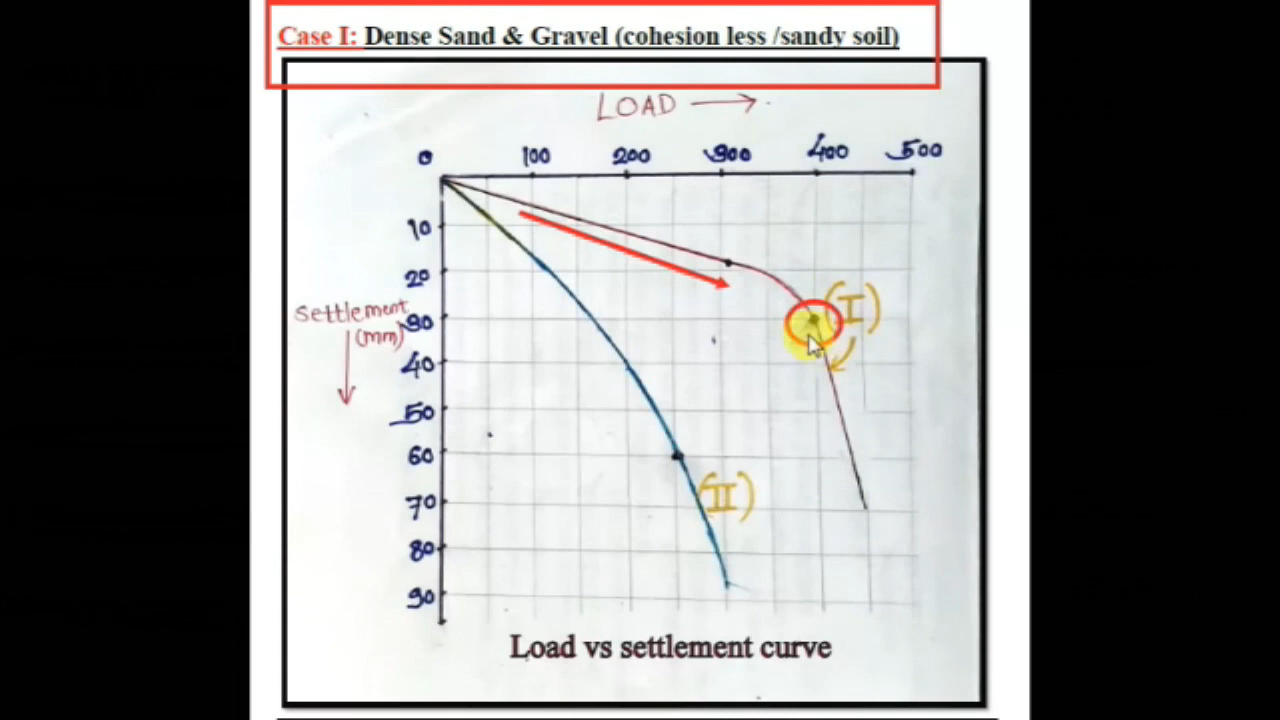 Case I: Dense Sand & Gravel (cohesion less /sandy soil)
LOAD
0 100 200 300 400 500
10
20
Settlement
(mm)
30
40
50
60
70
80
90
(I)
(II)
Load vs settlement curve